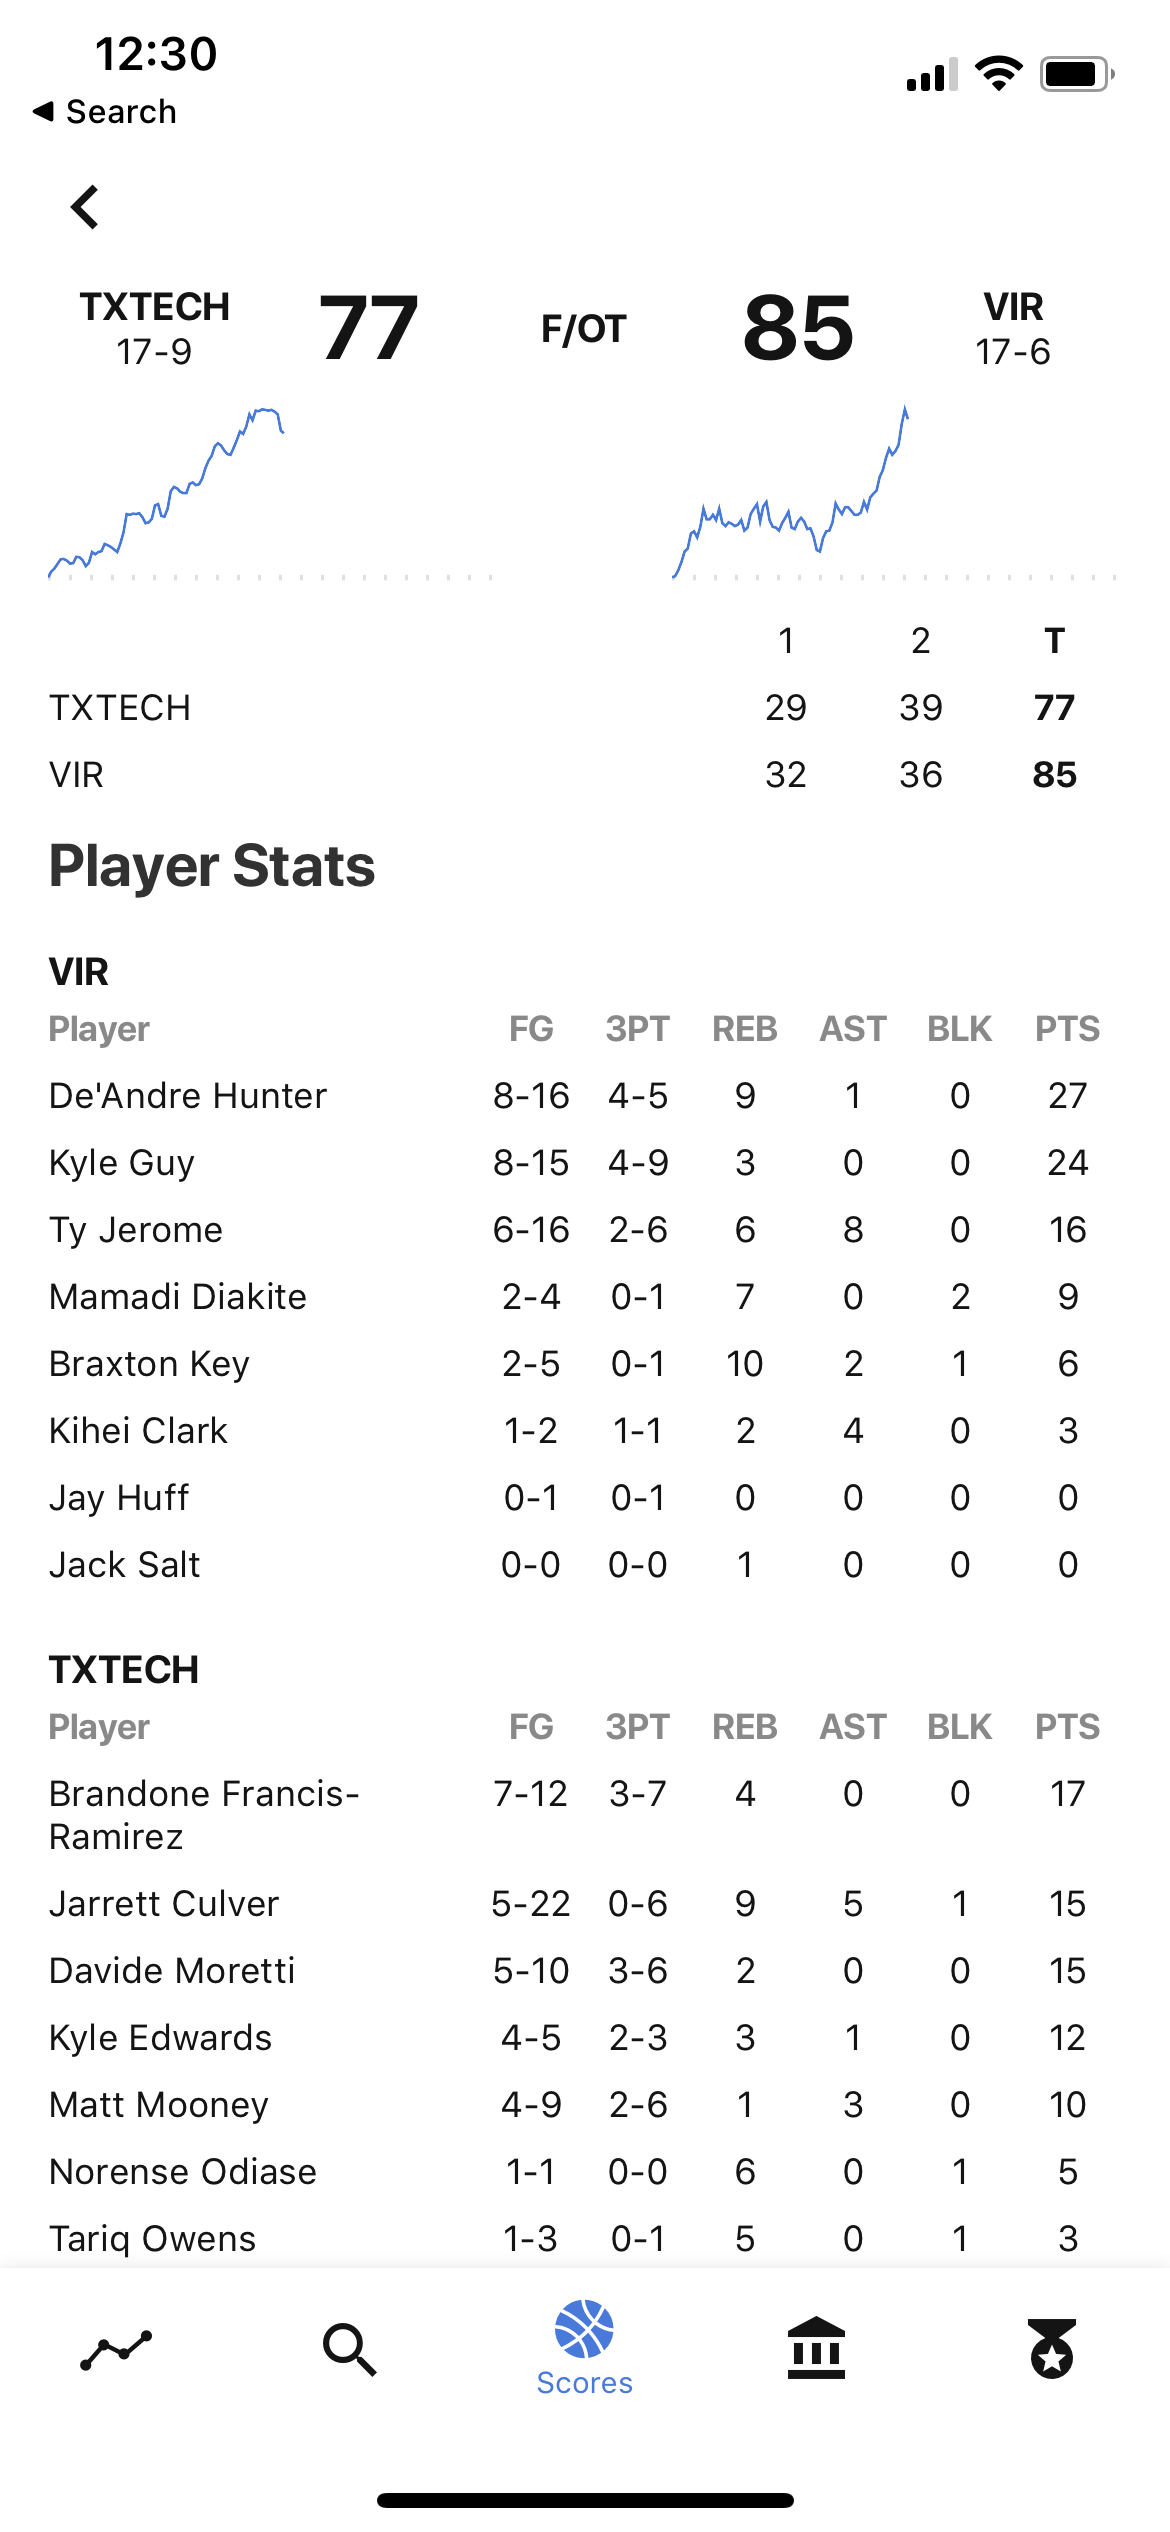 12:30
◀ Search
TXTECH 77 F/OT 85 VIR
17-9 17-6
1 2 T
TXTECH 29 39 77
VIR 32 36 85
Player Stats
VIR
Player FG 3PT REB AST BLK PTS
De'Andre Hunter 8-16 4-5 9 1 0 27
Kyle Guy 8-15 4-9 3 0 0 24
Ty Jerome 6-16 2-6 6 8 0 16
Mamadi Diakite 2-4 0-1 7 0 2 9
Braxton Key 2-5 0-1 10 2 1 6
Kihei Clark 1-2 1-1 2 4 0 3
Jay Huff 0-1 0-1 0 0 0 0
Jack Salt 0-0 0-0 1 0 0 0
TXTECH
Player FG 3PT REB AST BLK PTS
Brandone Francis- 7-12 3-7 4 0 0 17
Ramirez
Jarrett Culver 5-22 0-6 9 5 1 15
Davide Moretti 5-10 3-6 2 0 0 15
Kyle Edwards 4-5 2-3 3 1 0 12
Matt Mooney 4-9 2-6 1 3 0 10
Norense Odiase 1-1 0-0 6 0 1 5
Tariq Owens 1-3 0-1 5 0 1 3
Scores